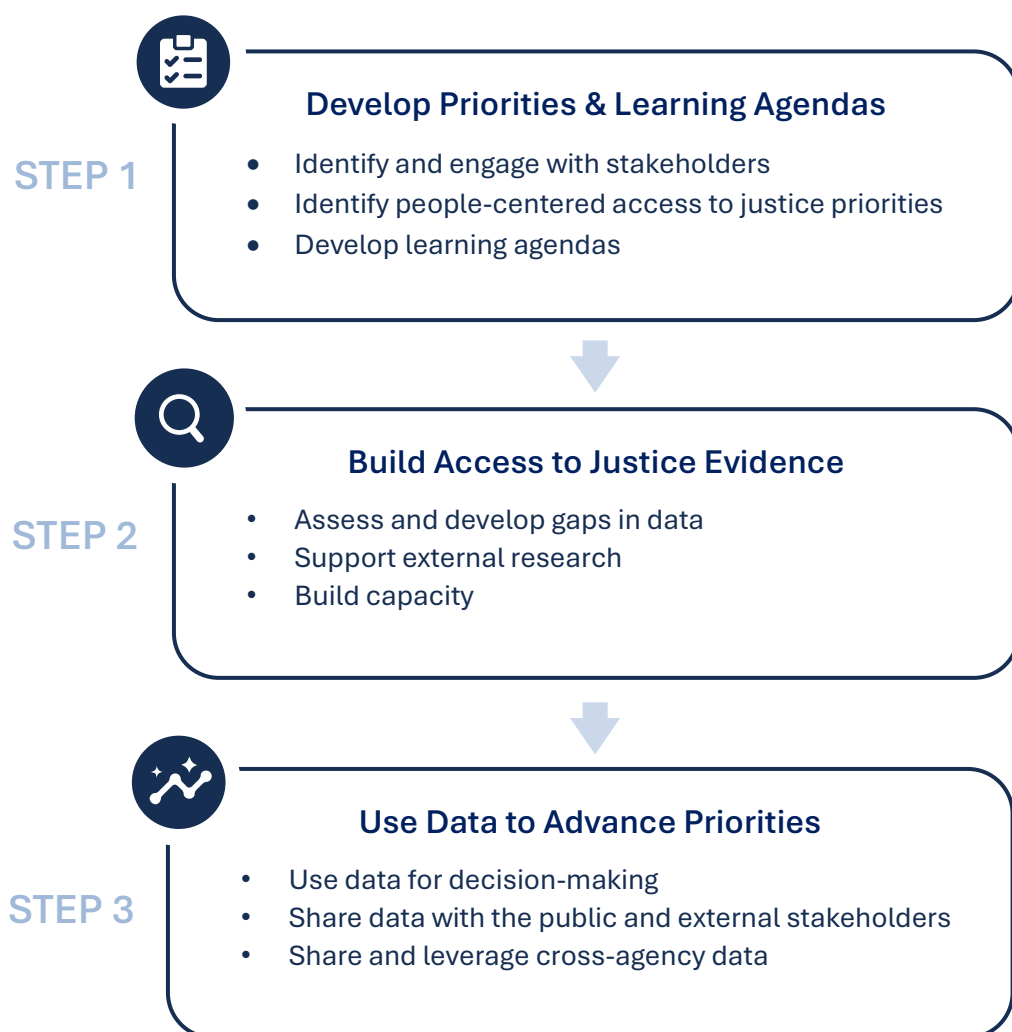 Develop Priorities & Learning Agendas
STEP 1
• Identify and engage with stakeholders
• Identify people-centered access to justice priorities
• Develop learning agendas
Build Access to Justice Evidence
STEP 2
• Assess and develop gaps in data
• Support external research
• Build capacity
Use Data to Advance Priorities
STEP 3
• Use data for decision-making
• Share data with the public and external stakeholders
• Share and leverage cross-agency data